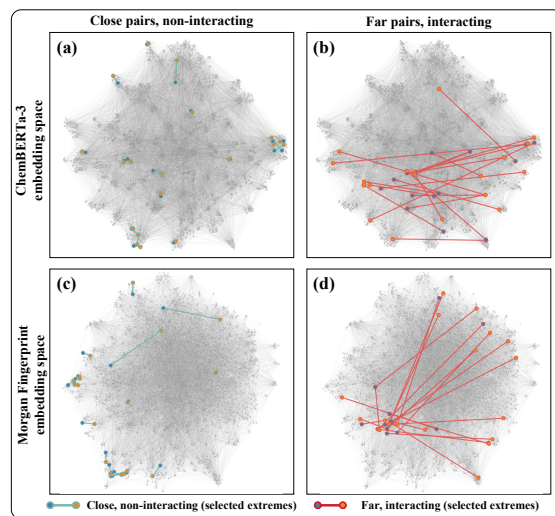 Close pairs, non-interacting
Far pairs, interacting
(a)
(b)
ChemBERTa-3
embedding space
(c)
(d)
Morgan Fingerprint
embedding space
Close, non-interacting (selected extremes)
Far, interacting (selected extremes)